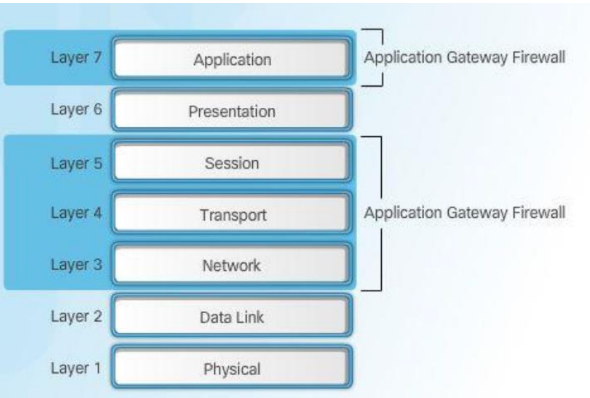 Layer 7 Application Application Gateway Firewall
Layer 6 Presentation
Layer 5 Session
Layer 4 Transport Application Gateway Firewall
Layer 3 Network
Layer 2 Data Link
Layer 1 Physical